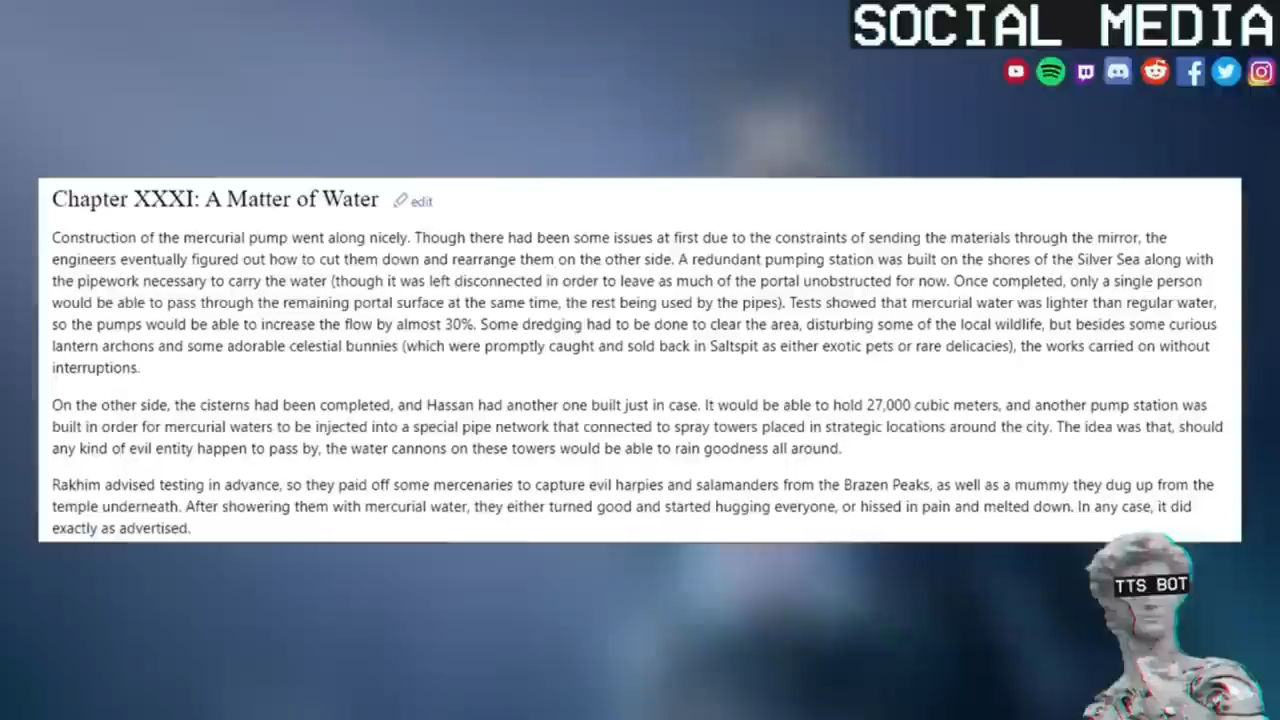 SOCIAL MEDIA
Chapter XXXI: A Matter of Water edit
Construction of the mercurial pump went along nicely. Though there had been some issues at first due to the constraints of sending the materials through the mirror, the
engineers eventually figured out how to cut them down and rearrange them on the other side. A redundant pumping station was built on the shores of the Silver Sea along with
the pipework necessary to carry the water (though it was left disconnected in order to leave as much of the portal unobstructed for now. Once completed, only a single person
would be able to pass through the remaining portal surface at the same time, the rest being used by the pipes). Tests showed that mercurial water was lighter than regular water,
so the pumps would be able to increase the flow by almost 30%. Some dredging had to be done to clear the area, disturbing some of the local wildlife, but besides some curious
lantern archons and some adorable celestial bunnies (which were promptly caught and sold back in Saltspit as either exotic pets or rare delicacies), the works carried on without
interruptions.
On the other side, the cisterns had been completed, and Hassan had another one built just in case. It would be able to hold 27,000 cubic meters, and another pump station was
built in order for mercurial waters to be injected into a special pipe network that connected to spray towers placed in strategic locations around the city. The idea was that, should
any kind of evil entity happen to pass by, the water cannons on these towers would be able to rain goodness all around.
Rakhim advised testing in advance, so they paid off some mercenaries to capture evil harpies and salamanders from the Brazen Peaks, as well as a mummy they dug up from the
temple underneath. After showering them with mercurial water, they either turned good and started hugging everyone, or hissed in pain and melted down. In any case, it did
exactly as advertised.
TTS BOT